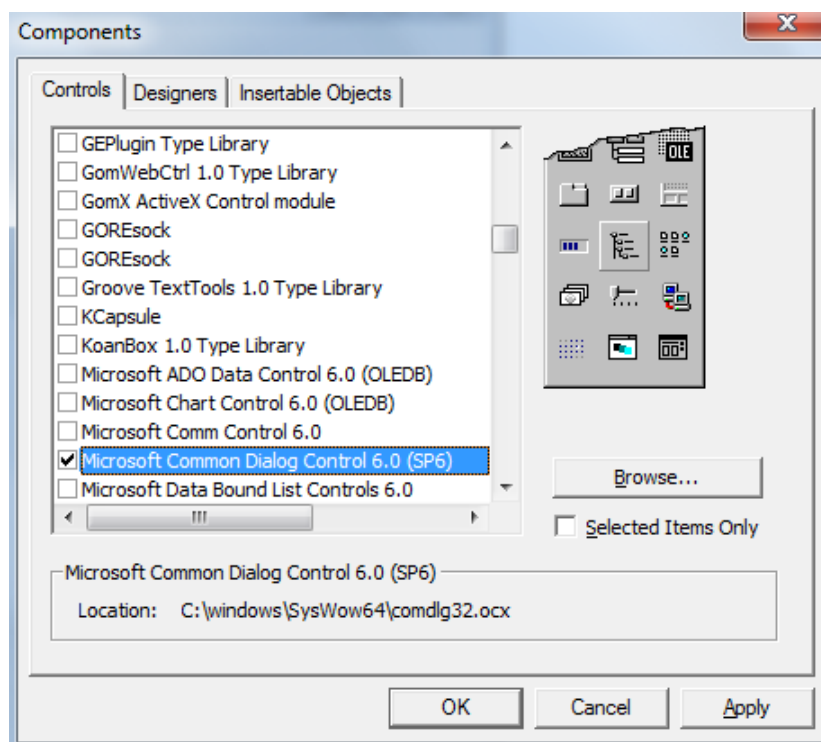 Components
X
Controls
Designers
Insertable Objects
GEPlugin Type Library
GomWebCtrl 1.0 Type Library
GomX ActiveX Control module
GOREsock
GOREsock
Groove TextTools 1.0 Type Library
KCapsule
KoanBox 1.0 Type Library
Microsoft ADO Data Control 6.0 (OLEDB)
Microsoft Chart Control 6.0 (OLEDB)
Microsoft Comm Control 6.0
Microsoft Common Dialog Control 6.0 (SP6)
Microsoft Data Bound List Controls 6.0
OLE
Browse...
Selected Items Only
Microsoft Common Dialog Control 6.0 (SP6)
Location: C:\windows\SysWow64\comdlg32.ocx
OK
Cancel
Apply